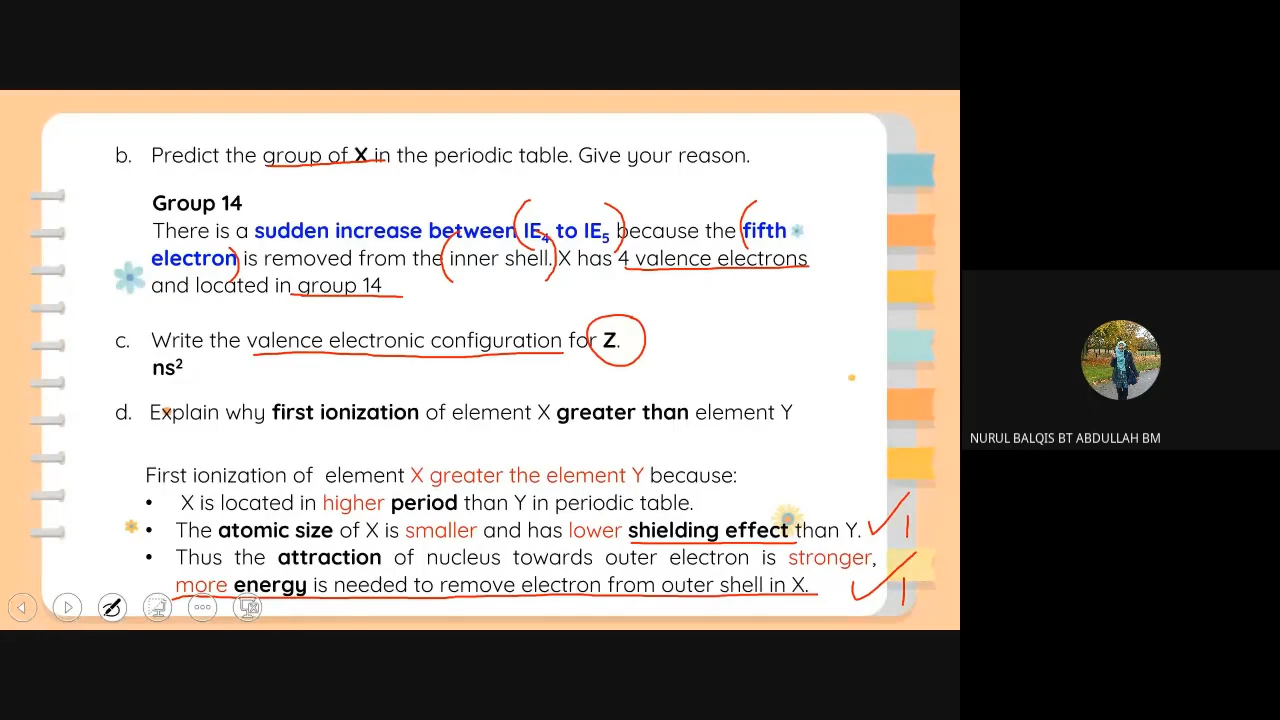 b. Predict the group of X in the periodic table. Give your reason.
Group 14
There is a sudden increase between IE₄ to IE₅ because the fifth
electron is removed from the inner shell. X has 4 valence electrons
and located in group 14
c. Write the valence electronic configuration for Z.
ns²
d. Explain why first ionization of element X greater than element Y
First ionization of element X greater the element Y because:
• X is located in higher period than Y in periodic table.
• The atomic size of X is smaller and has lower shielding effect than Y. ✓ 1
• Thus the attraction of nucleus towards outer electron is stronger,
more energy is needed to remove electron from outer shell in X. ✓ 1
NURUL BALQIS BT ABDULLAH BM